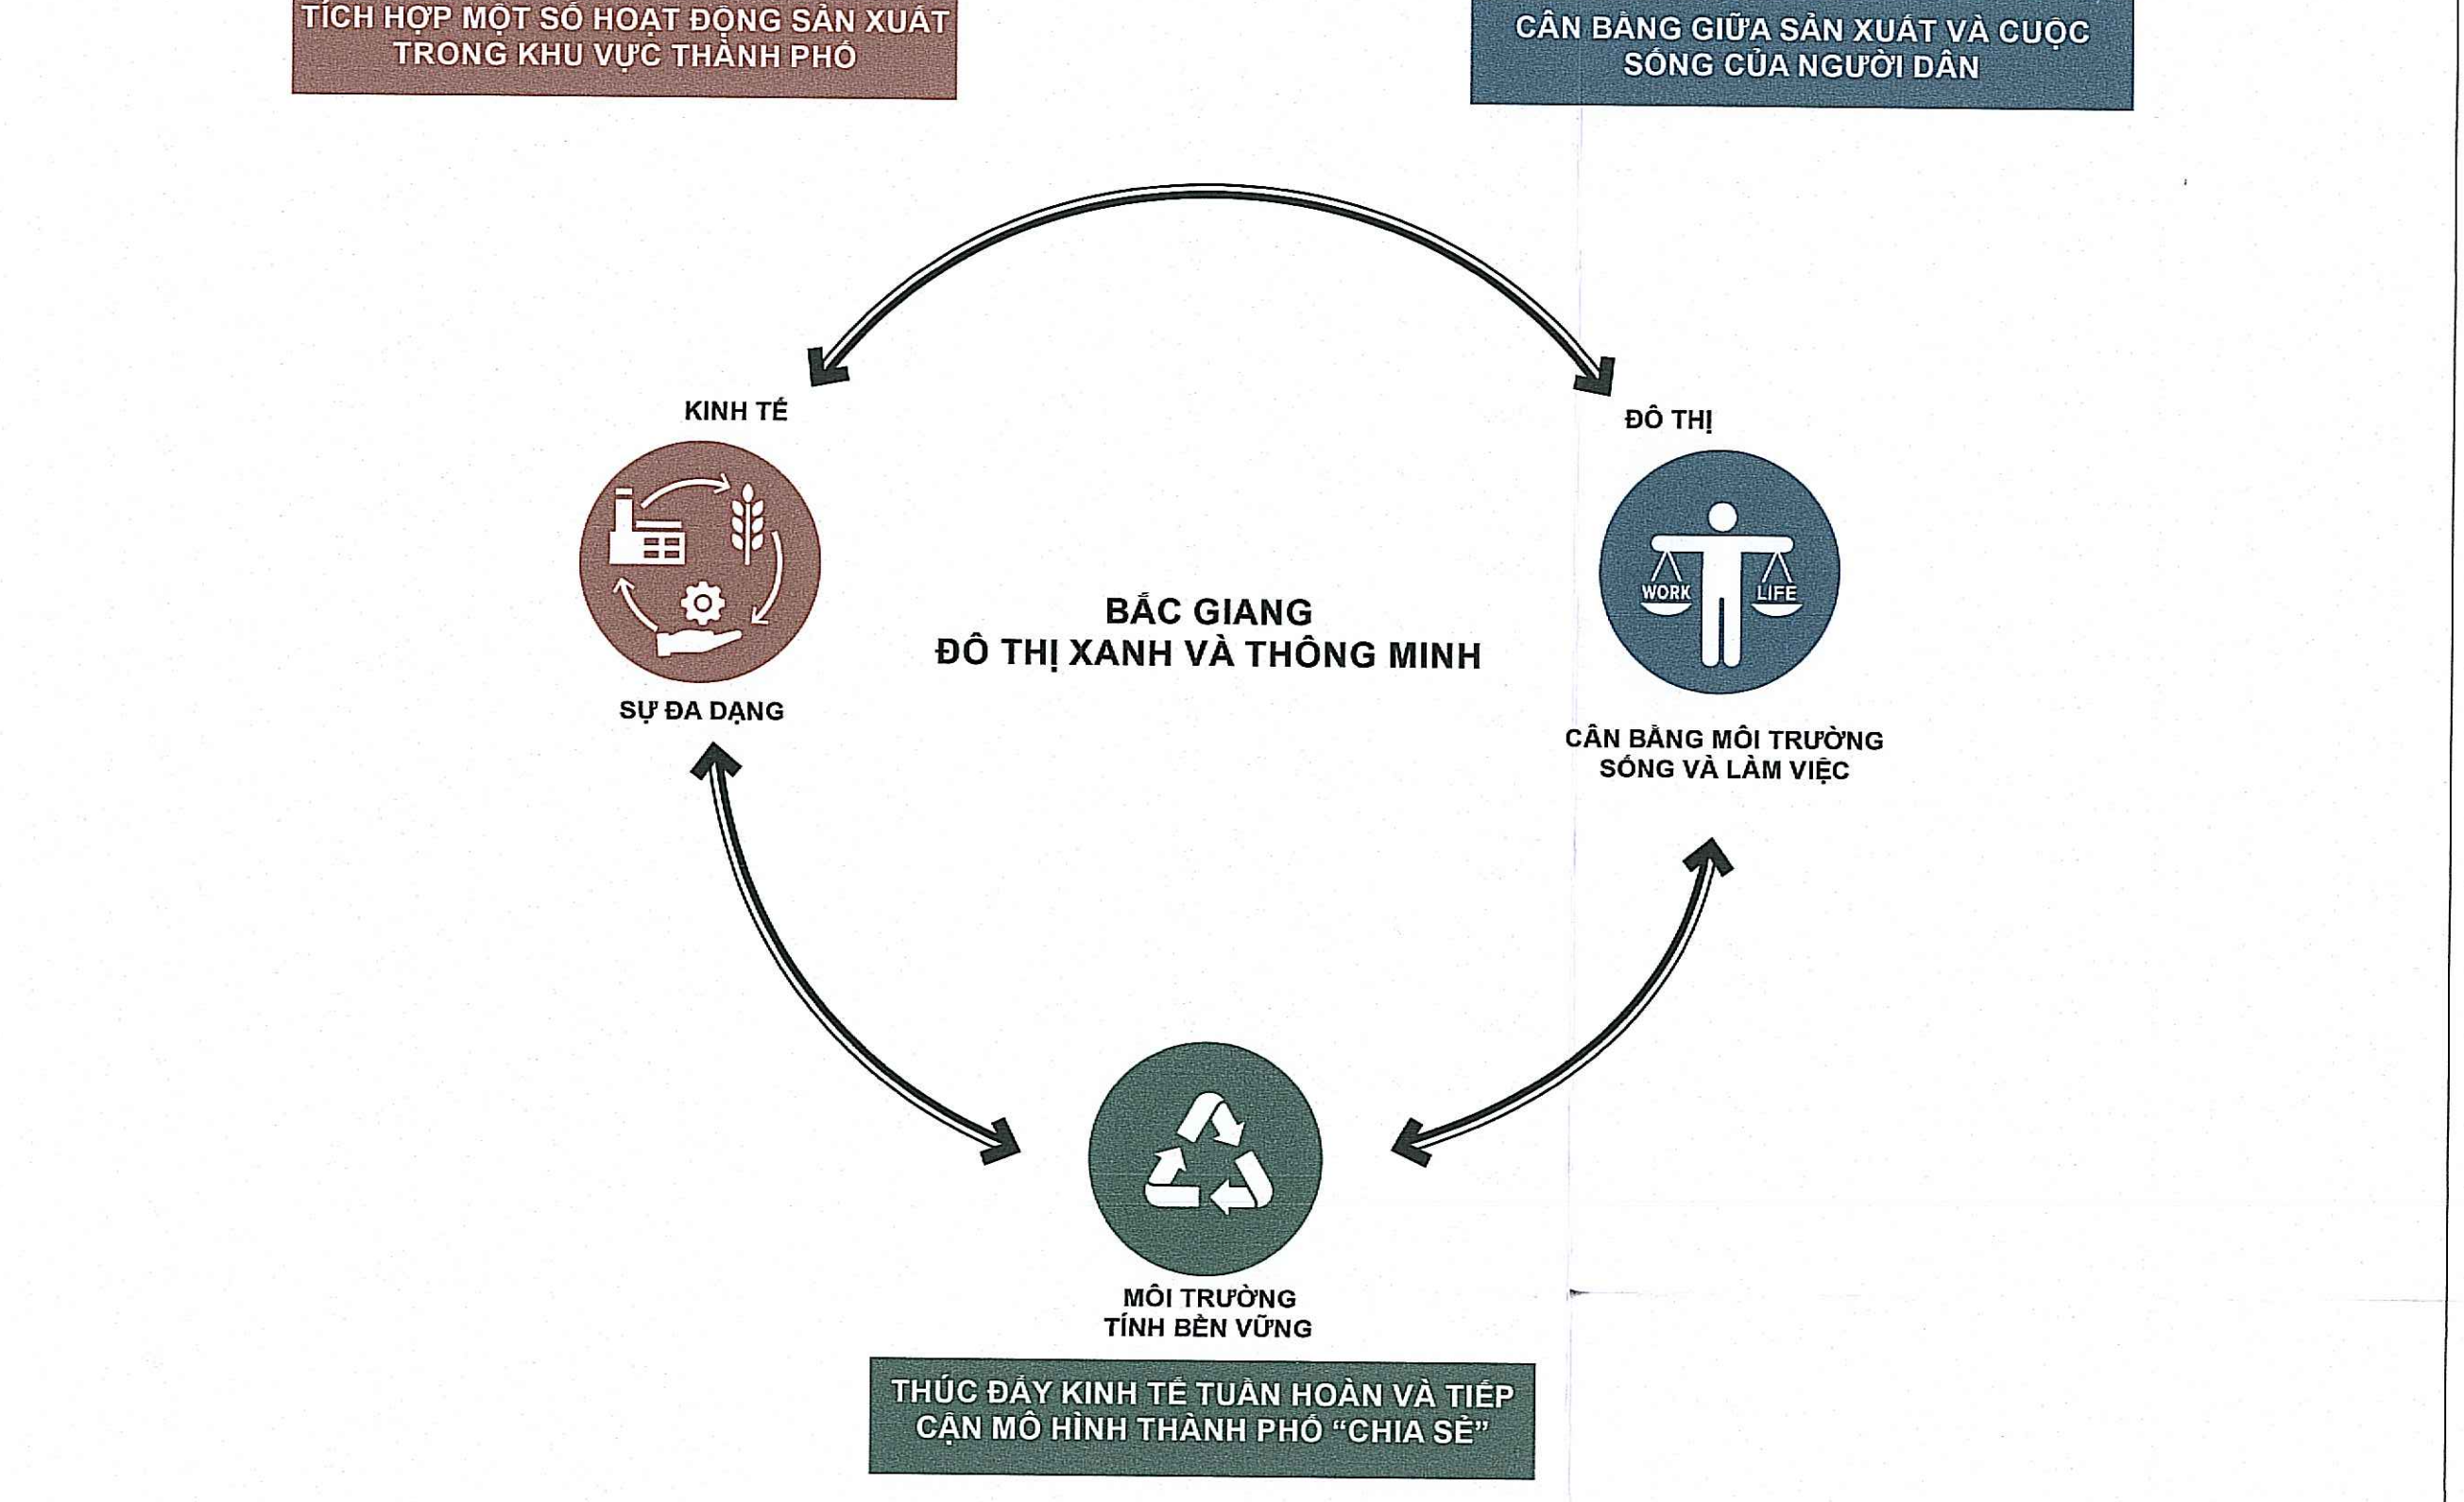 TÍCH HỢP MỘT SỐ HOẠT ĐỘNG SẢN XUẤT
TRONG KHU VỰC THÀNH PHỐ
CÂN BẰNG GIỮA SẢN XUẤT VÀ CUỘC
SỐNG CỦA NGƯỜI DÂN
KINH TẾ
ĐÔ THỊ
WORK
LIFE
BẮC GIANG
ĐÔ THỊ XANH VÀ THÔNG MINH
SỰ ĐA DẠNG
CÂN BẰNG MÔI TRƯỜNG
SỐNG VÀ LÀM VIỆC
MÔI TRƯỜNG
TÍNH BỀN VỮNG
THÚC ĐẨY KINH TẾ TUẦN HOÀN VÀ TIẾP
CẬN MÔ HÌNH THÀNH PHỐ “CHIA SẺ”